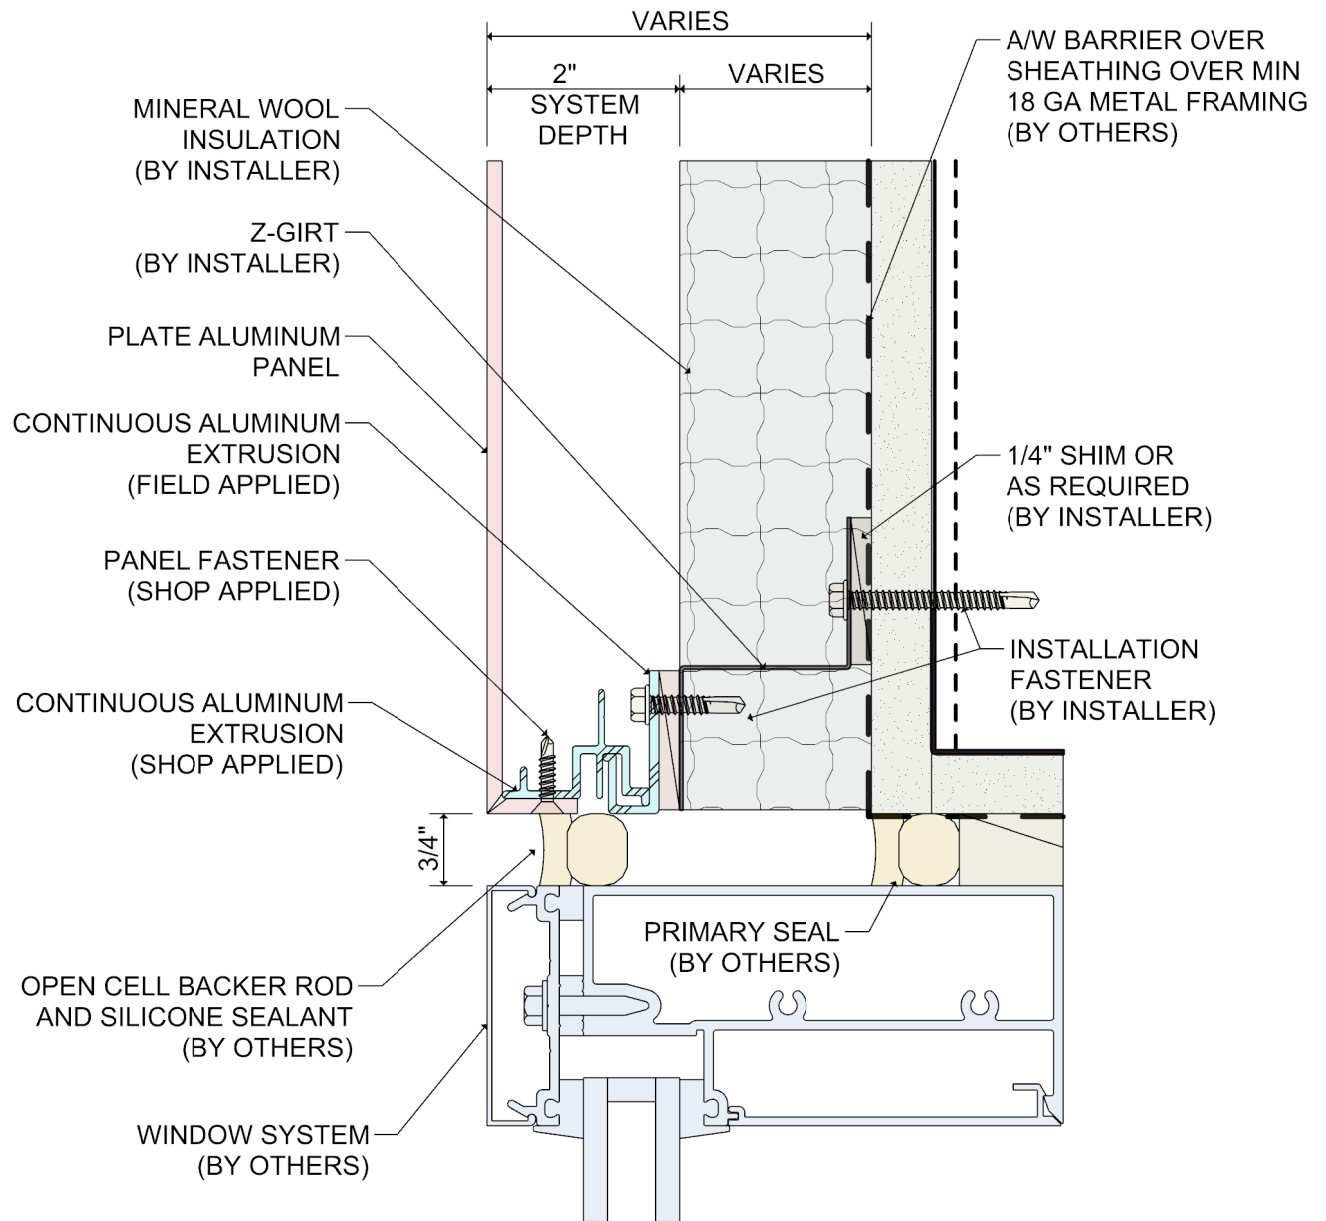 VARIES
2"
SYSTEM
DEPTH
VARIES
A/W BARRIER OVER
SHEATHING OVER MIN
18 GA METAL FRAMING
(BY OTHERS)
MINERAL WOOL
INSULATION
(BY INSTALLER)
Z-GIRT
(BY INSTALLER)
PLATE ALUMINUM
PANEL
CONTINUOUS ALUMINUM
EXTRUSION
(FIELD APPLIED)
1/4" SHIM OR
AS REQUIRED
(BY INSTALLER)
PANEL FASTENER
(SHOP APPLIED)
INSTALLATION
FASTENER
(BY INSTALLER)
CONTINUOUS ALUMINUM
EXTRUSION
(SHOP APPLIED)
3/4"
PRIMARY SEAL
(BY OTHERS)
OPEN CELL BACKER ROD
AND SILICONE SEALANT
(BY OTHERS)
WINDOW SYSTEM
(BY OTHERS)